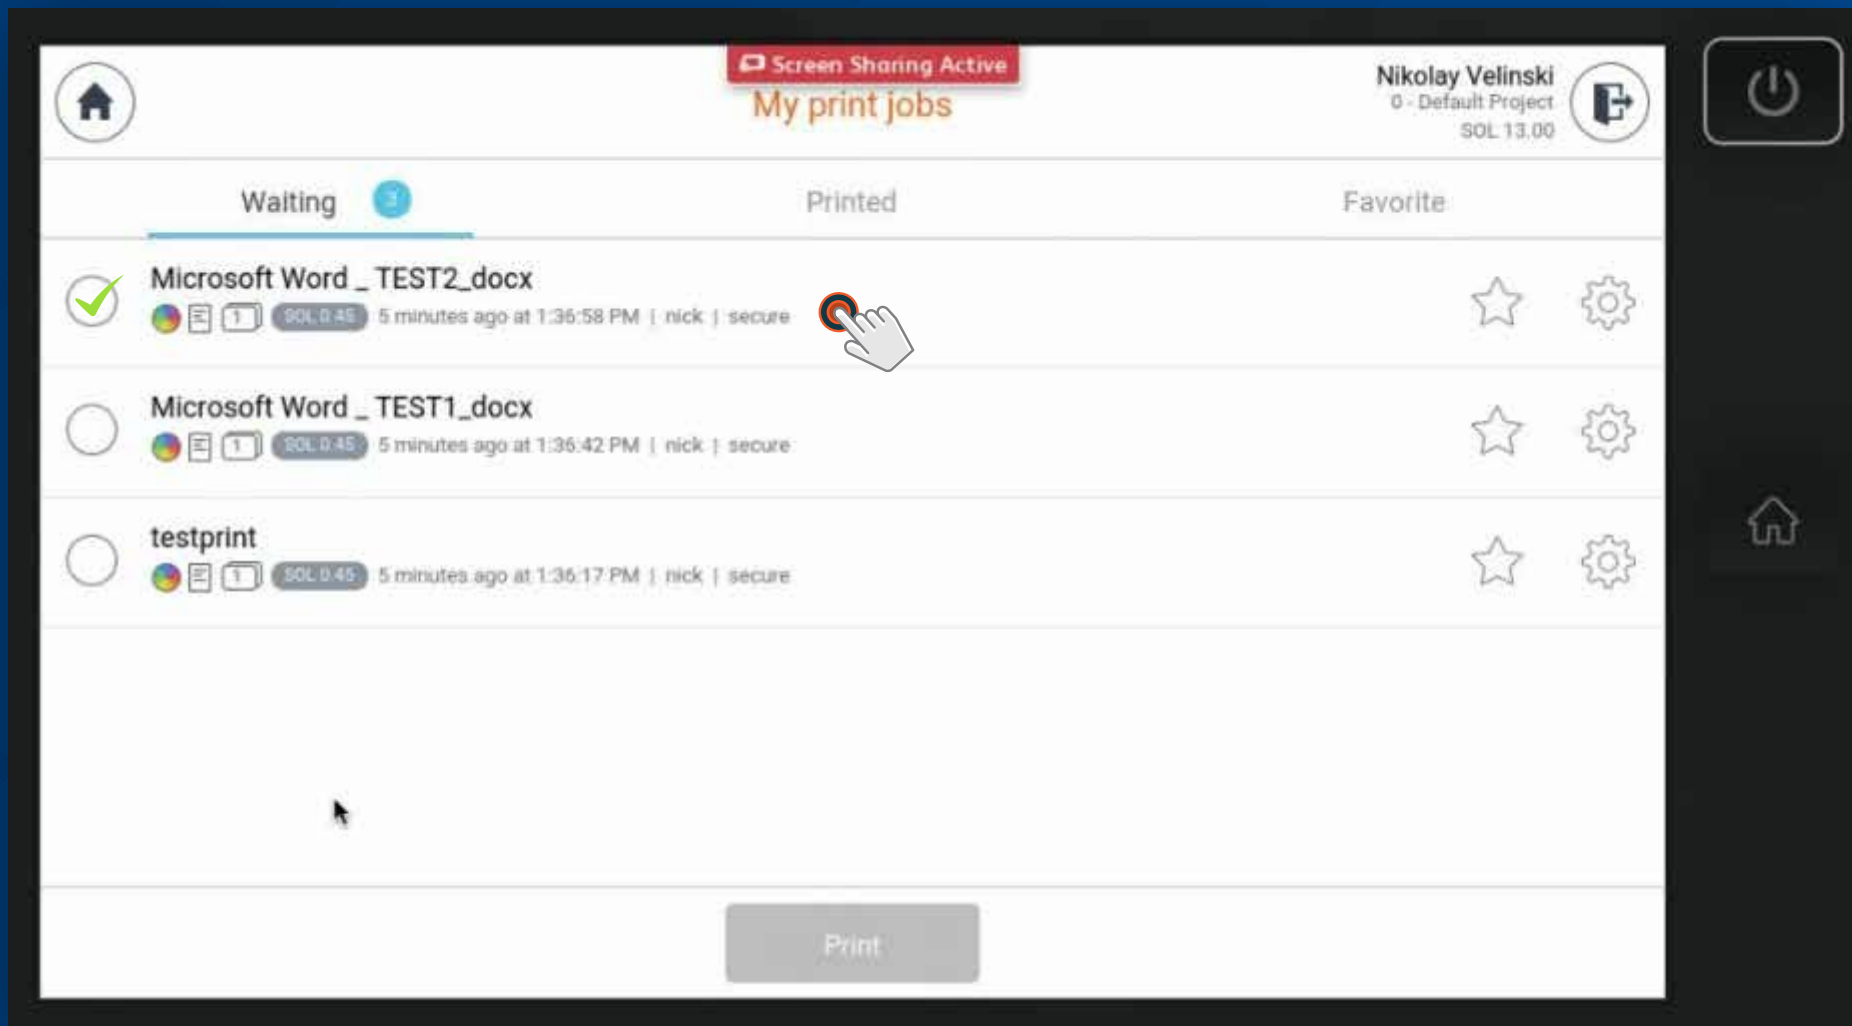 Screen Sharing Active
My print jobs
Nikolay Velinski
0 - Default Project
SOL 13.00
Waiting 3
Printed
Favorite
Microsoft Word _ TEST2_docx
1 SOL 0.45 5 minutes ago at 1:36:58 PM | nick | secure
Microsoft Word _ TEST1_docx
1 SOL 0.45 5 minutes ago at 1:36:42 PM | nick | secure
testprint
1 SOL 0.45 5 minutes ago at 1:36:17 PM | nick | secure
Print